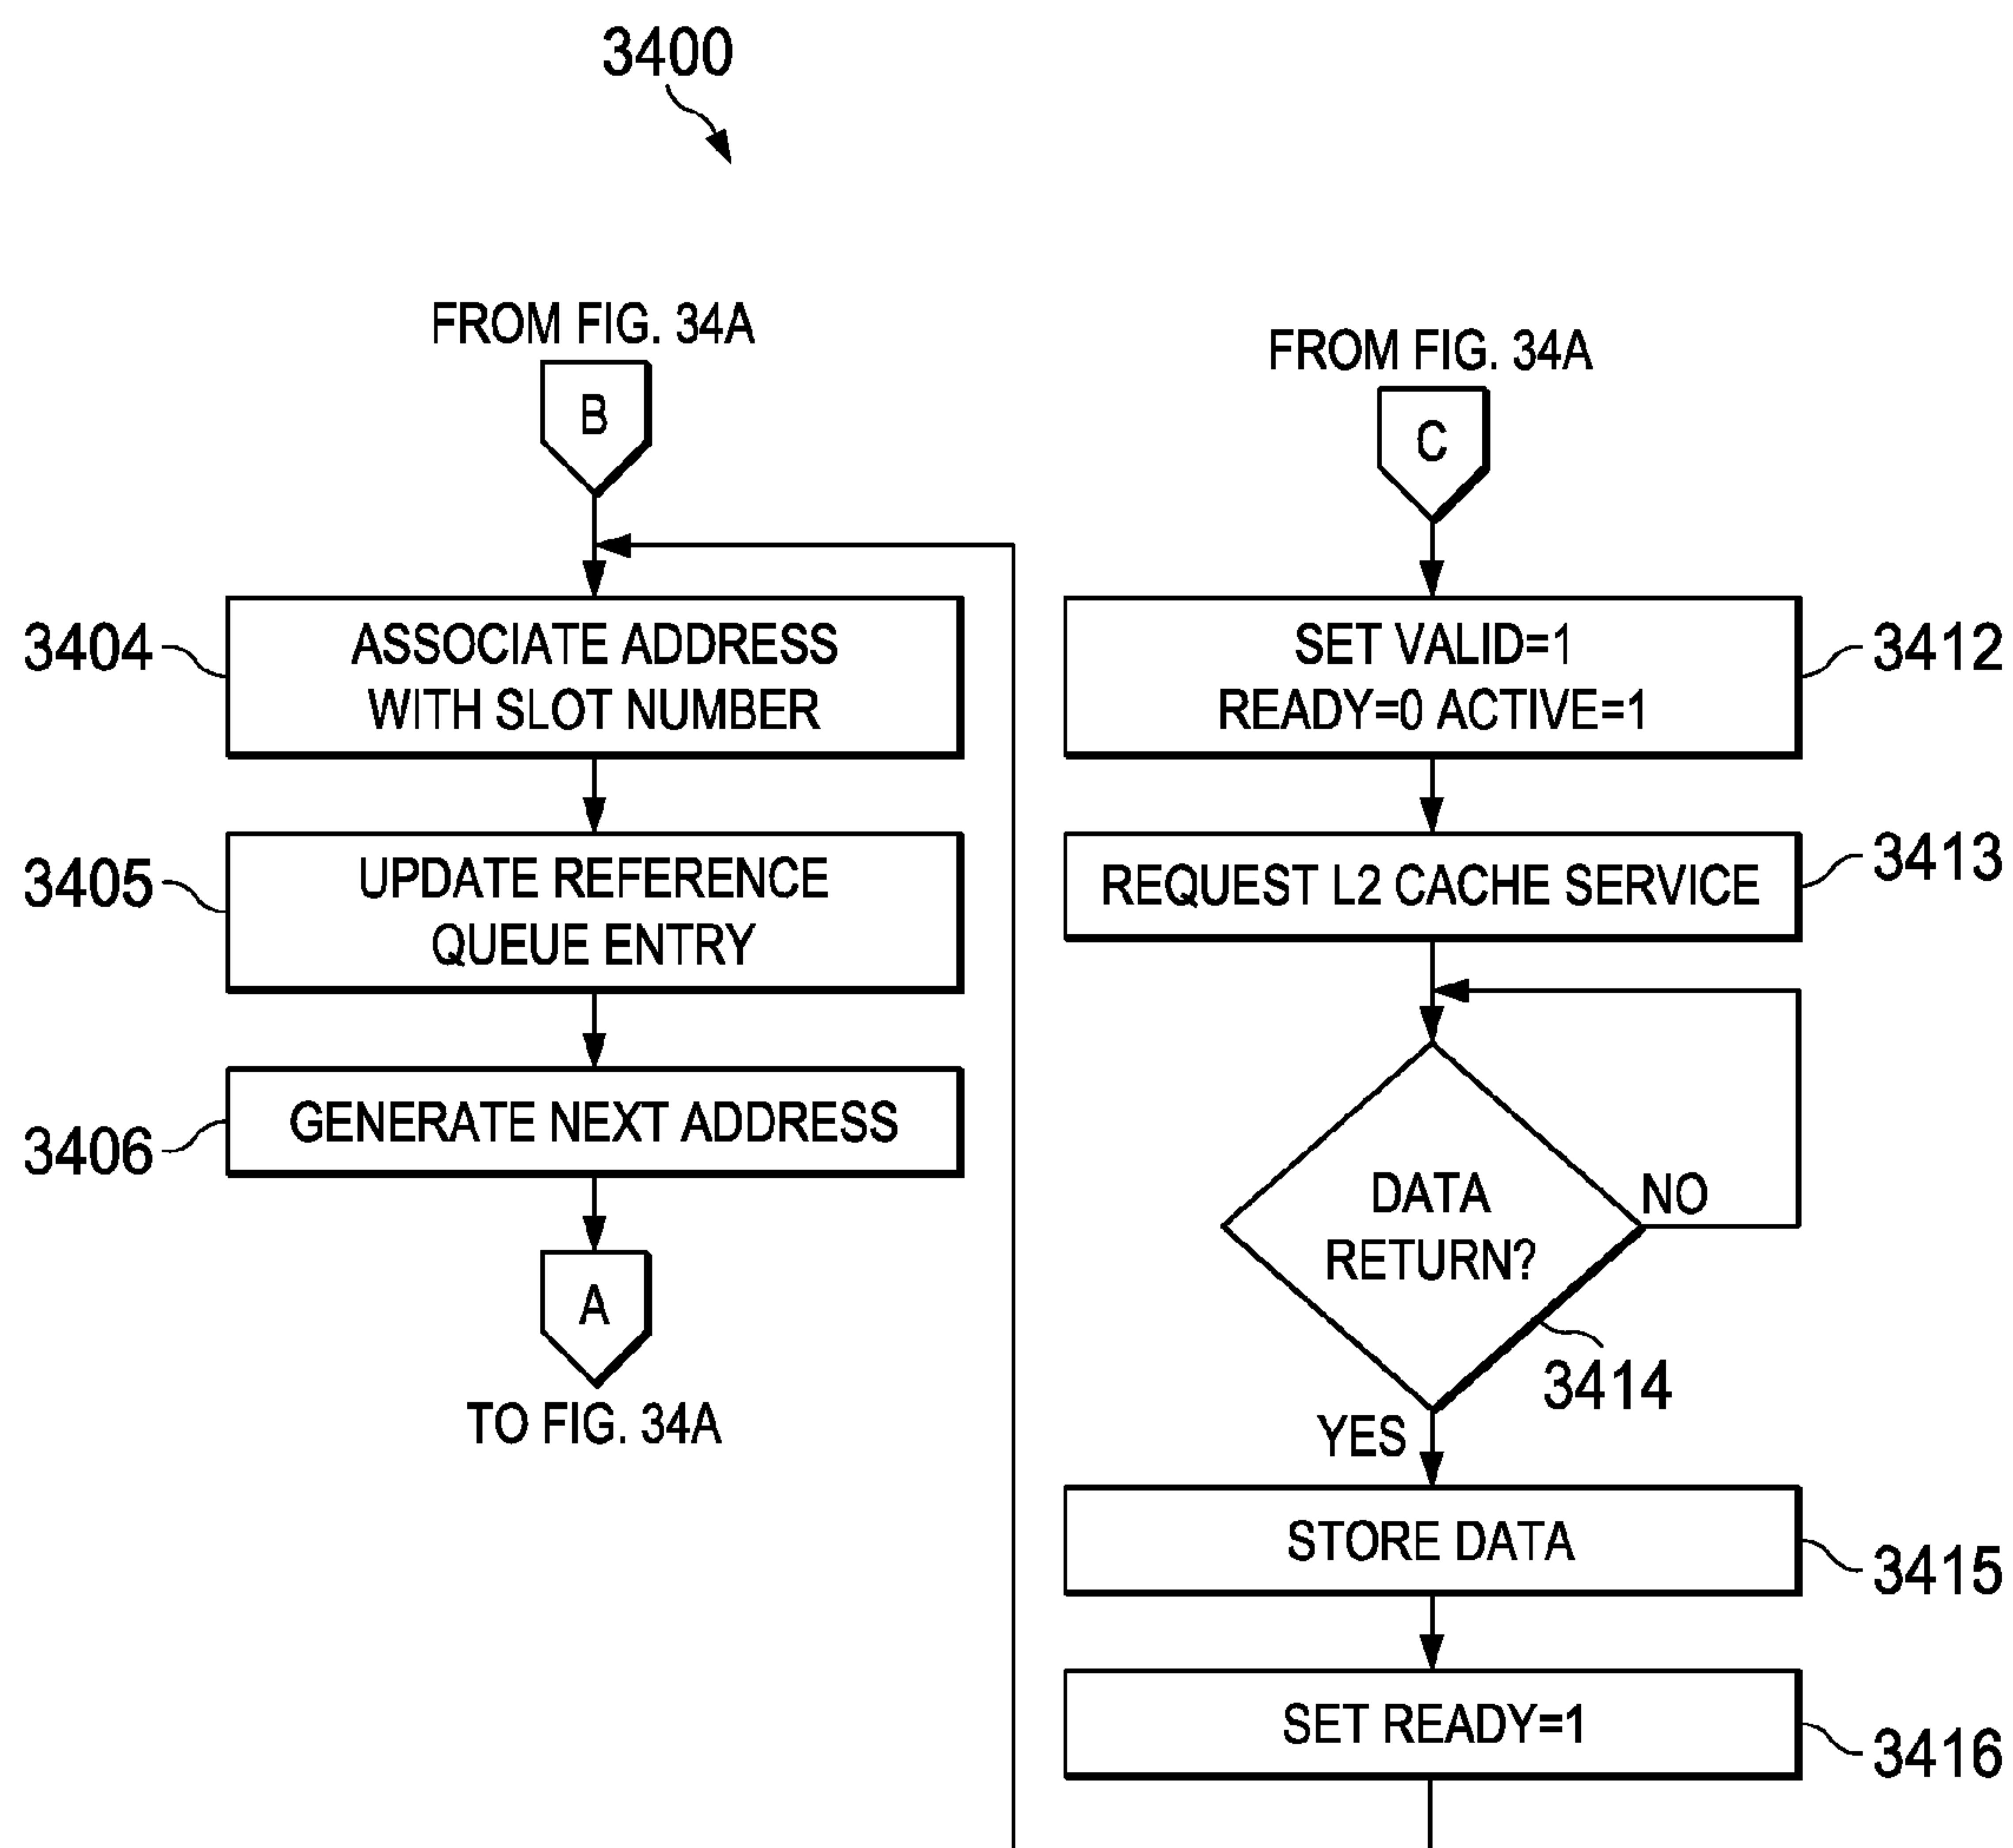 3400
FROM FIG. 34A
B
3404
ASSOCIATE ADDRESS
WITH SLOT NUMBER
3405
UPDATE REFERENCE
QUEUE ENTRY
3406
GENERATE NEXT ADDRESS
A
TO FIG. 34A
FROM FIG. 34A
C
SET VALID=1
READY=0 ACTIVE=1
3412
REQUEST L2 CACHE SERVICE
3413
DATA
RETURN?
NO
3414
YES
STORE DATA
3415
SET READY=1
3416